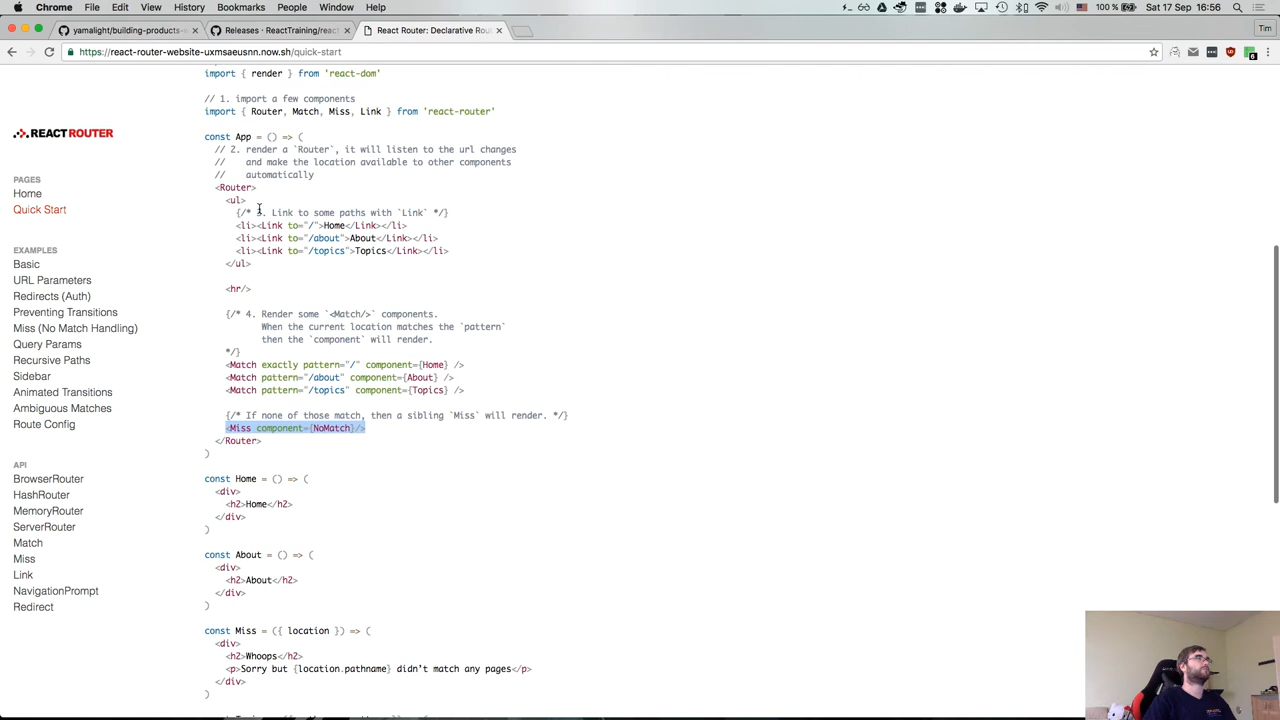 Chrome File Edit View History Bookmarks People Window Help
100 % Sat 17 Sep 16:56
yamalight/building-products-
Releases · ReactTraining/reac
React Router: Declarative Rou
Tim
https://react-router-website-uxmsaeusnn.now.sh/quick-start
6
REACTROUTER
PAGES
Home
Quick Start
EXAMPLES
Basic
URL Parameters
Redirects (Auth)
Preventing Transitions
Miss (No Match Handling)
Query Params
Recursive Paths
Sidebar
Animated Transitions
Ambiguous Matches
Route Config
API
BrowserRouter
HashRouter
MemoryRouter
ServerRouter
Match
Miss
Link
NavigationPrompt
Redirect
import { render } from 'react-dom'
// 1. import a few components
import { Router, Match, Miss, Link } from 'react-router'
const App = () => (
// 2. render a `Router`, it will listen to the url changes
// and make the location available to other components
// automatically
<Router>
<ul>
{/* 3. Link to some paths with `Link` */}
<li><Link to="/">Home</Link></li>
<li><Link to="/about">About</Link></li>
<li><Link to="/topics">Topics</Link></li>
</ul>
<hr/>
{/* 4. Render some `<Match/>` components.
When the current location matches the `pattern`
then the `component` will render.
*/}
<Match exactly pattern="/" component={Home} />
<Match pattern="/about" component={About} />
<Match pattern="/topics" component={Topics} />
{/* If none of those match, then a sibling `Miss` will render. */}
<Miss component={NoMatch}/>
</Router>
)
const Home = () => (
<div>
<h2>Home</h2>
</div>
)
const About = () => (
<div>
<h2>About</h2>
</div>
)
const Miss = ({ location }) => (
<div>
<h2>Whoops</h2>
<p>Sorry but {location.pathname} didn't match any pages</p>
</div>
)